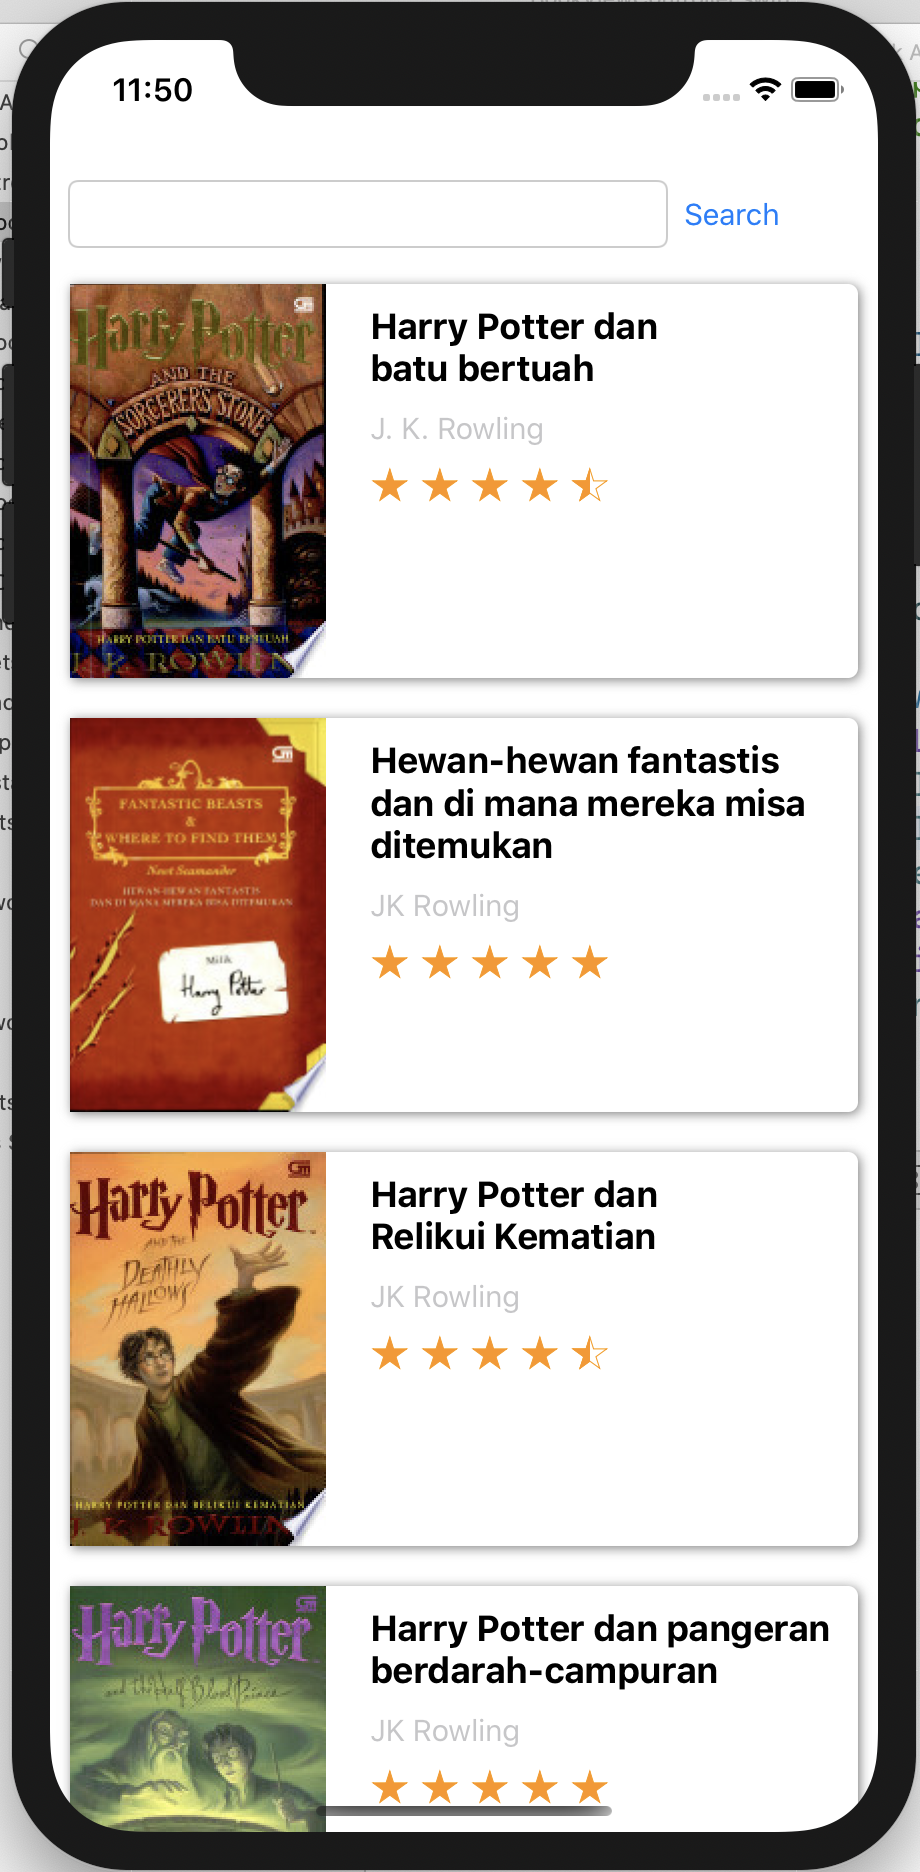 11:50
Search
Harry Potter
AND THE
SORCERER'S STONE
HARRY POTTER DAN BATU BERTUAH
J. K. ROWLIN
Harry Potter dan
batu bertuah
J. K. Rowling
FANTASTIC BEASTS
&
WHERE TO FIND THEM
Newt Scamander
HEWAN-HEWAN FANTASTIS
DAN DI MANA MEREKA BISA DITEMUKAN
Milik
Harry Potter
Hewan-hewan fantastis
dan di mana mereka misa
ditemukan
JK Rowling
Harry Potter
AND THE
DEATHLY
HALLOWS
HARRY POTTER DAN RELIKUI KEMATIAN
J. K. ROWLIN
Harry Potter dan
Relikui Kematian
JK Rowling
Harry Potter
and the Half-Blood Prince
Harry Potter dan pangeran
berdarah-campuran
JK Rowling